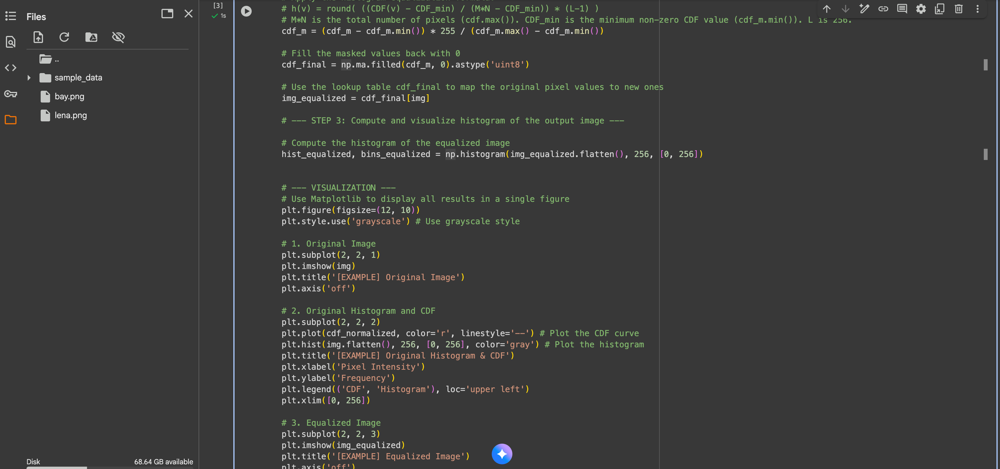 Files
..
sample_data
bay.png
lena.png
Disk
68.64 GB available
[3]
1s
# h(v) = round( ((CDF(v) - CDF_min) / (M*N - CDF_min)) * (L-1) )
# M*N is the total number of pixels (cdf.max()). CDF_min is the minimum non-zero CDF value (cdf_m.min()). L is 256.
cdf_m = (cdf_m - cdf_m.min()) * 255 / (cdf_m.max() - cdf_m.min())
# Fill the masked values back with 0
cdf_final = np.ma.filled(cdf_m, 0).astype('uint8')
# Use the lookup table cdf_final to map the original pixel values to new ones
img_equalized = cdf_final[img]
# --- STEP 3: Compute and visualize histogram of the output image ---
# Compute the histogram of the equalized image
hist_equalized, bins_equalized = np.histogram(img_equalized.flatten(), 256, [0, 256])
# --- VISUALIZATION ---
# Use Matplotlib to display all results in a single figure
plt.figure(figsize=(12, 10))
plt.style.use('grayscale') # Use grayscale style
# 1. Original Image
plt.subplot(2, 2, 1)
plt.imshow(img)
plt.title('[EXAMPLE] Original Image')
plt.axis('off')
# 2. Original Histogram and CDF
plt.subplot(2, 2, 2)
plt.plot(cdf_normalized, color='r', linestyle='--') # Plot the CDF curve
plt.hist(img.flatten(), 256, [0, 256], color='gray') # Plot the histogram
plt.title('[EXAMPLE] Original Histogram & CDF')
plt.xlabel('Pixel Intensity')
plt.ylabel('Frequency')
plt.legend(('CDF', 'Histogram'), loc='upper left')
plt.xlim([0, 256])
# 3. Equalized Image
plt.subplot(2, 2, 3)
plt.imshow(img_equalized)
plt.title('[EXAMPLE] Equalized Image')
plt.axis('off')